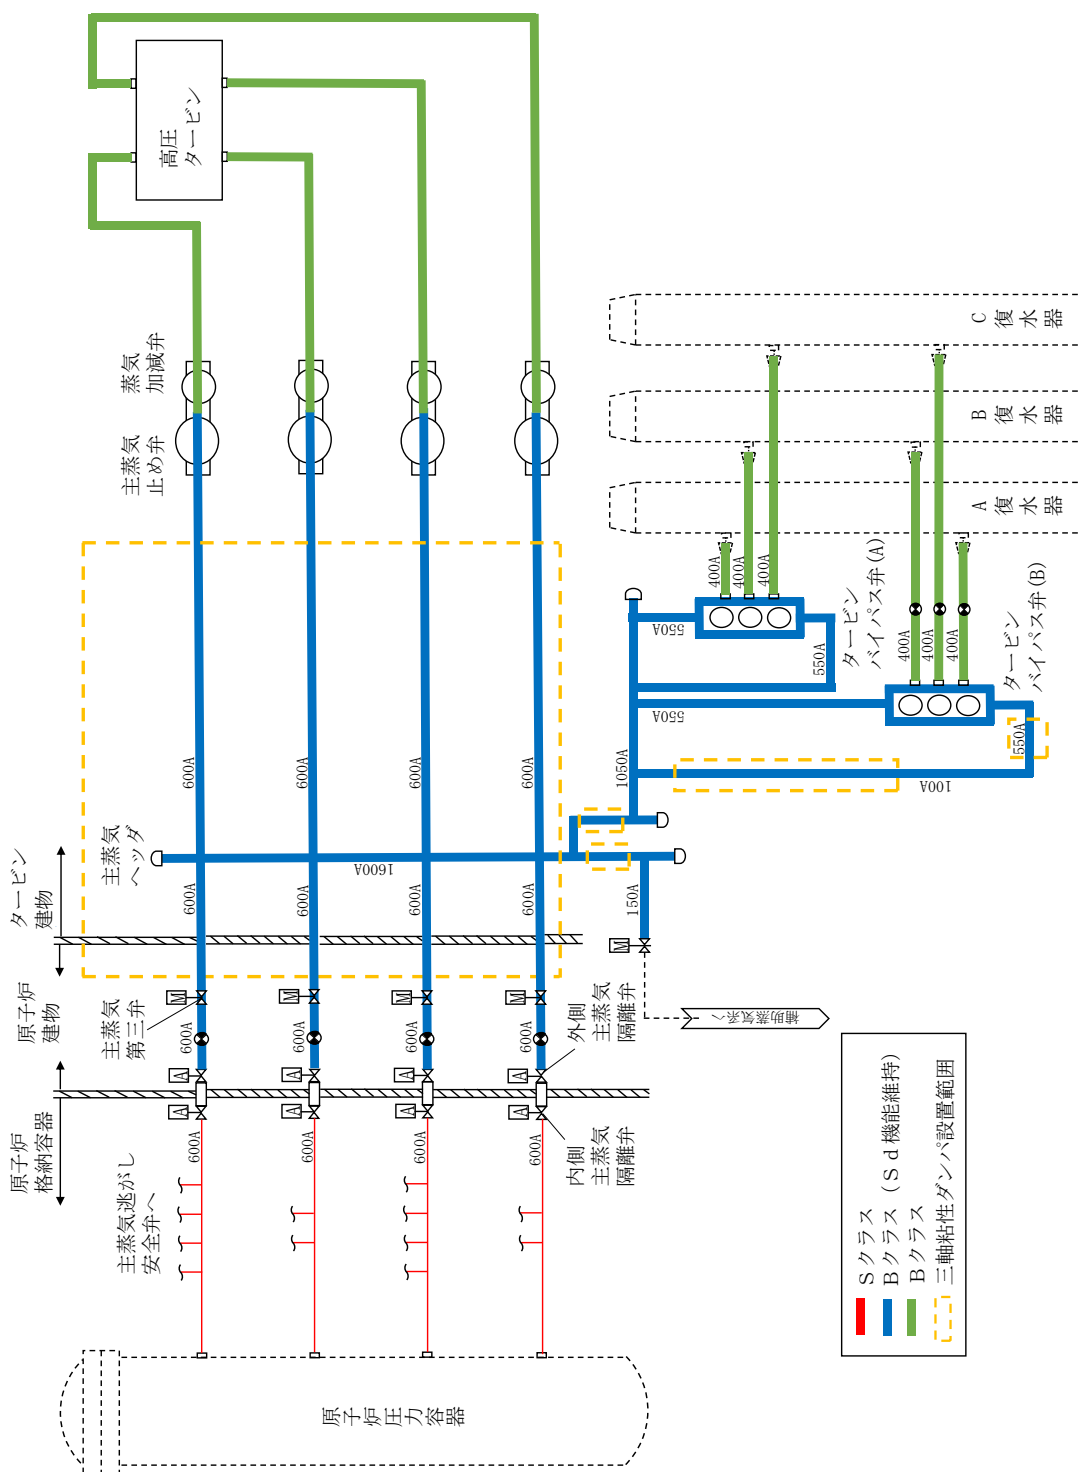 原子炉圧力容器
主蒸気逃がし
安全弁へ
600A
600A
600A
600A
原子炉
格納容器
原子炉
建物
タービン
建物
A
A
A
A
A
A
A
A
内側
主蒸気
隔離弁
外側
主蒸気
隔離弁
主蒸気
第三弁
600A
600A
600A
600A
M
M
M
M
M
補助蒸気系へ
主蒸気
ヘッダ
600A
600A
600A
600A
1600A
150A
600A
600A
600A
600A
1050A
100A
550A
550A
550A
550A
タービン
バイパス弁(A)
タービン
バイパス弁(B)
400A
400A
400A
400A
400A
400A
A
復水器
B
復水器
C
復水器
主蒸気
止め弁
蒸気
加減弁
高圧
タービン
Sクラス
Bクラス(Sd機能維持)
Bクラス
三軸粘性ダンパ設置範囲